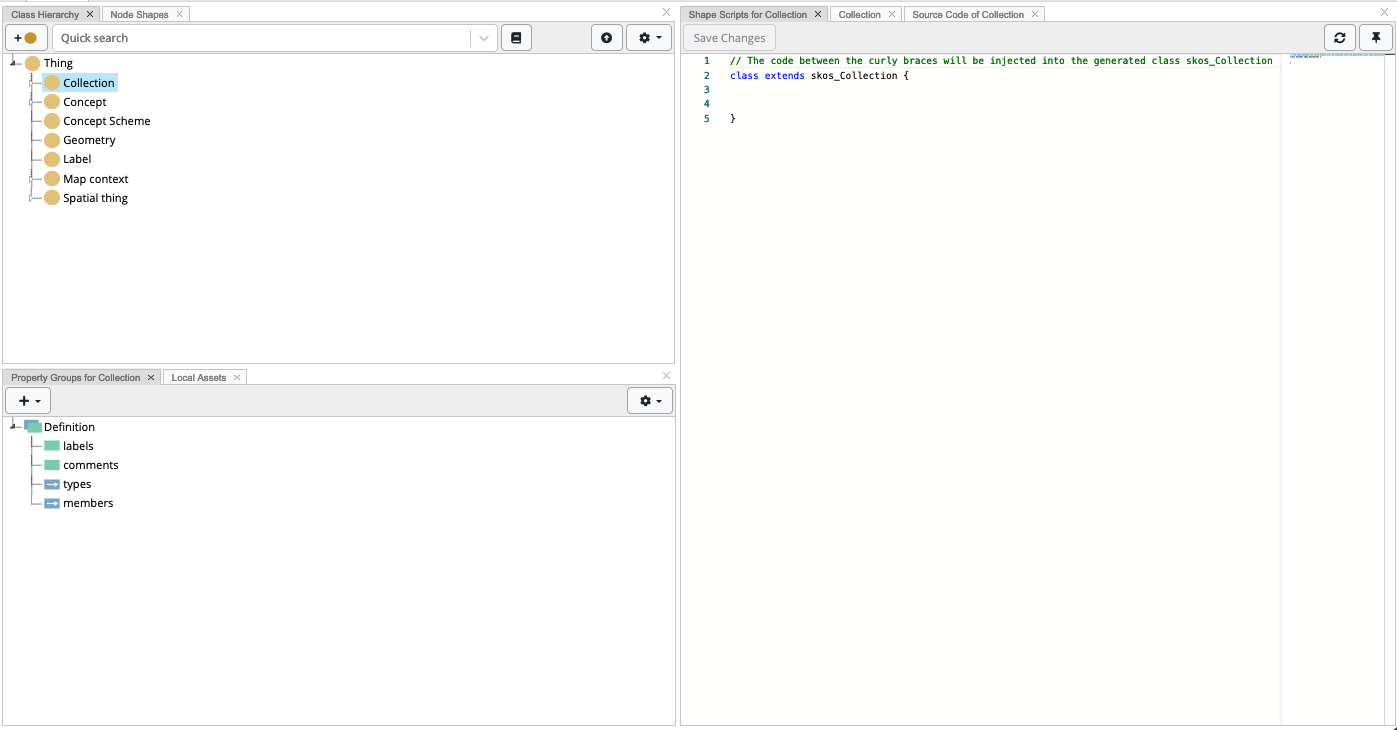 Class Hierarchy
Node Shapes
Quick search
Thing
Collection
Concept
Concept Scheme
Geometry
Label
Map context
Spatial thing
Property Groups for Collection
Local Assets
Definition
labels
comments
types
members
Shape Scripts for Collection
Collection
Source Code of Collection
Save Changes
1 // The code between the curly braces will be injected into the generated class skos_Collection
2 class extends skos_Collection {
3
4
5 }